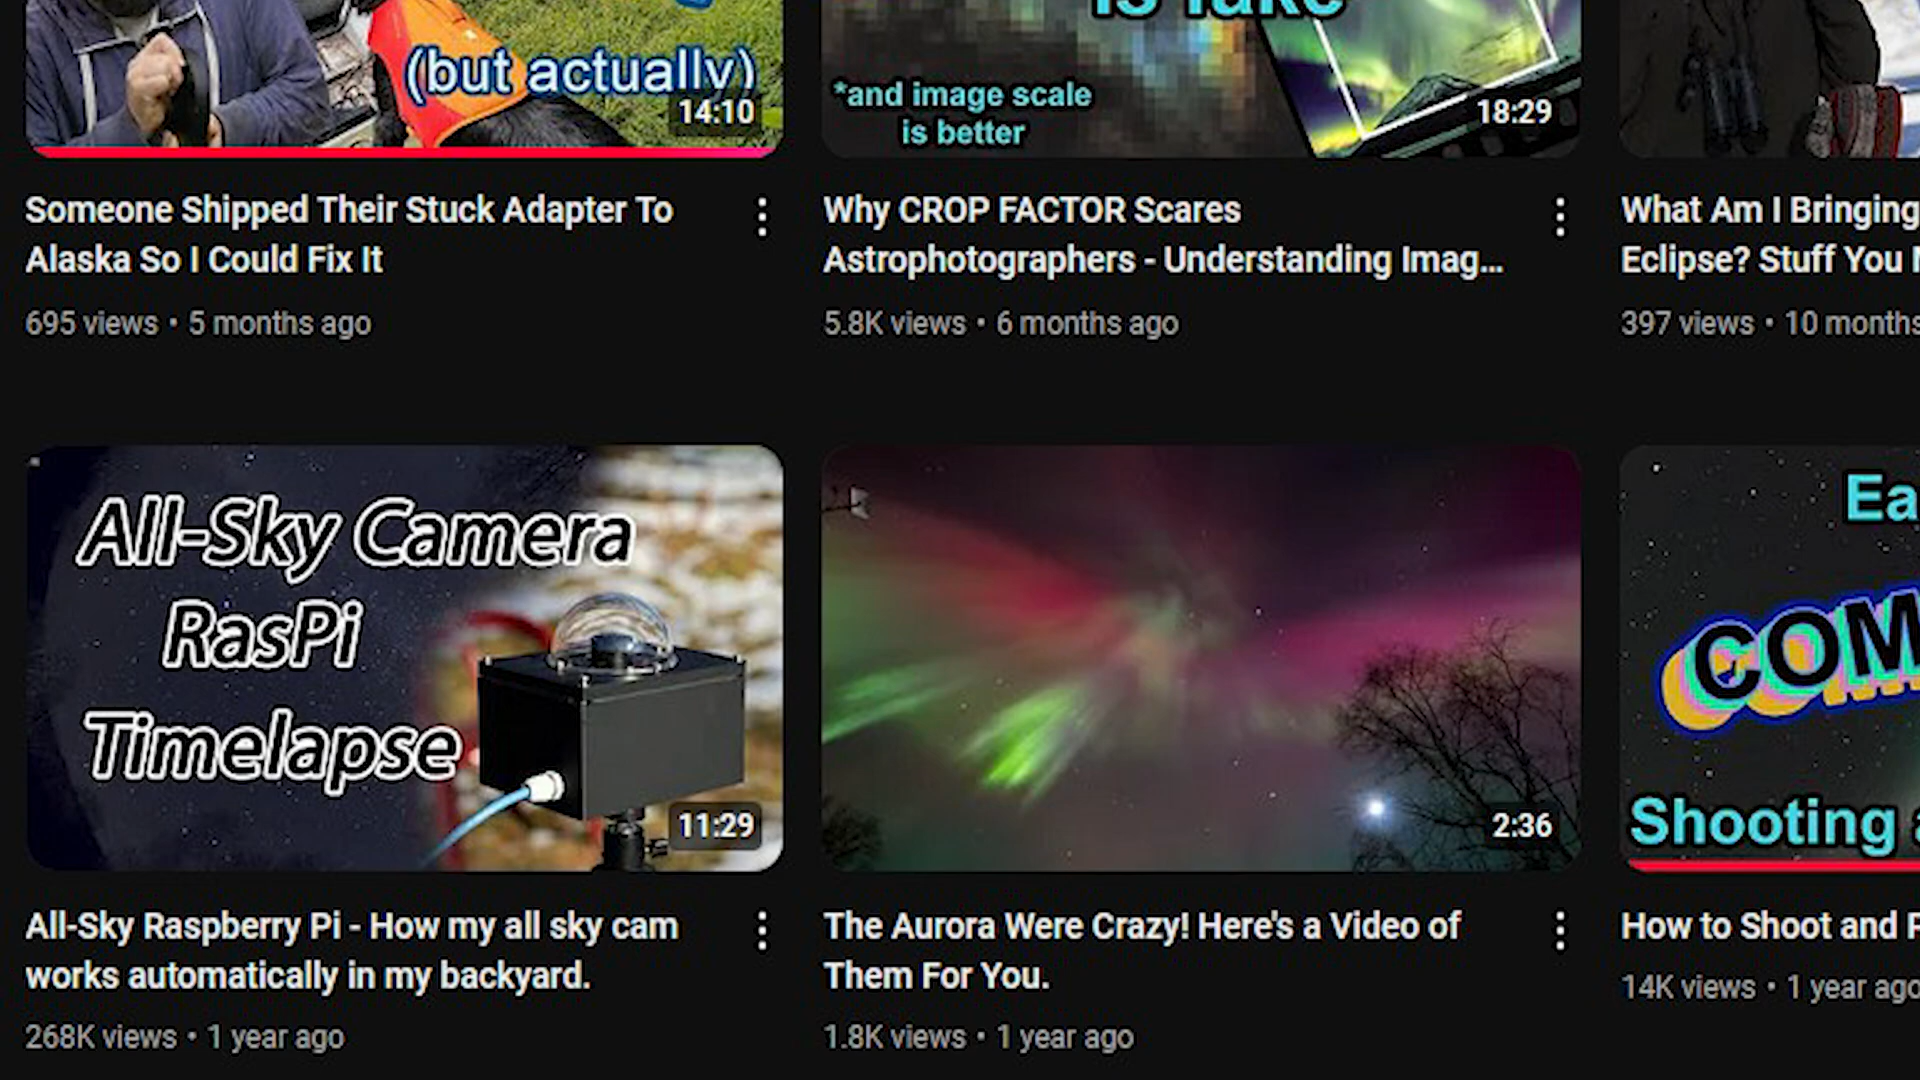 (but actually)
14:10
is fake
*and image scale
is better
18:29
Someone Shipped Their Stuck Adapter To
Alaska So I Could Fix It
695 views • 5 months ago
Why CROP FACTOR Scares
Astrophotographers - Understanding Imag...
5.8K views • 6 months ago
What Am I Bringing
Eclipse? Stuff You
397 views • 10 months
All-Sky Camera
RasPi
Timelapse
11:29
2:36
Ea
COM
Shooting
All-Sky Raspberry Pi - How my all sky cam
works automatically in my backyard.
268K views • 1 year ago
The Aurora Were Crazy! Here's a Video of
Them For You.
1.8K views • 1 year ago
How to Shoot and P
14K views • 1 year ago